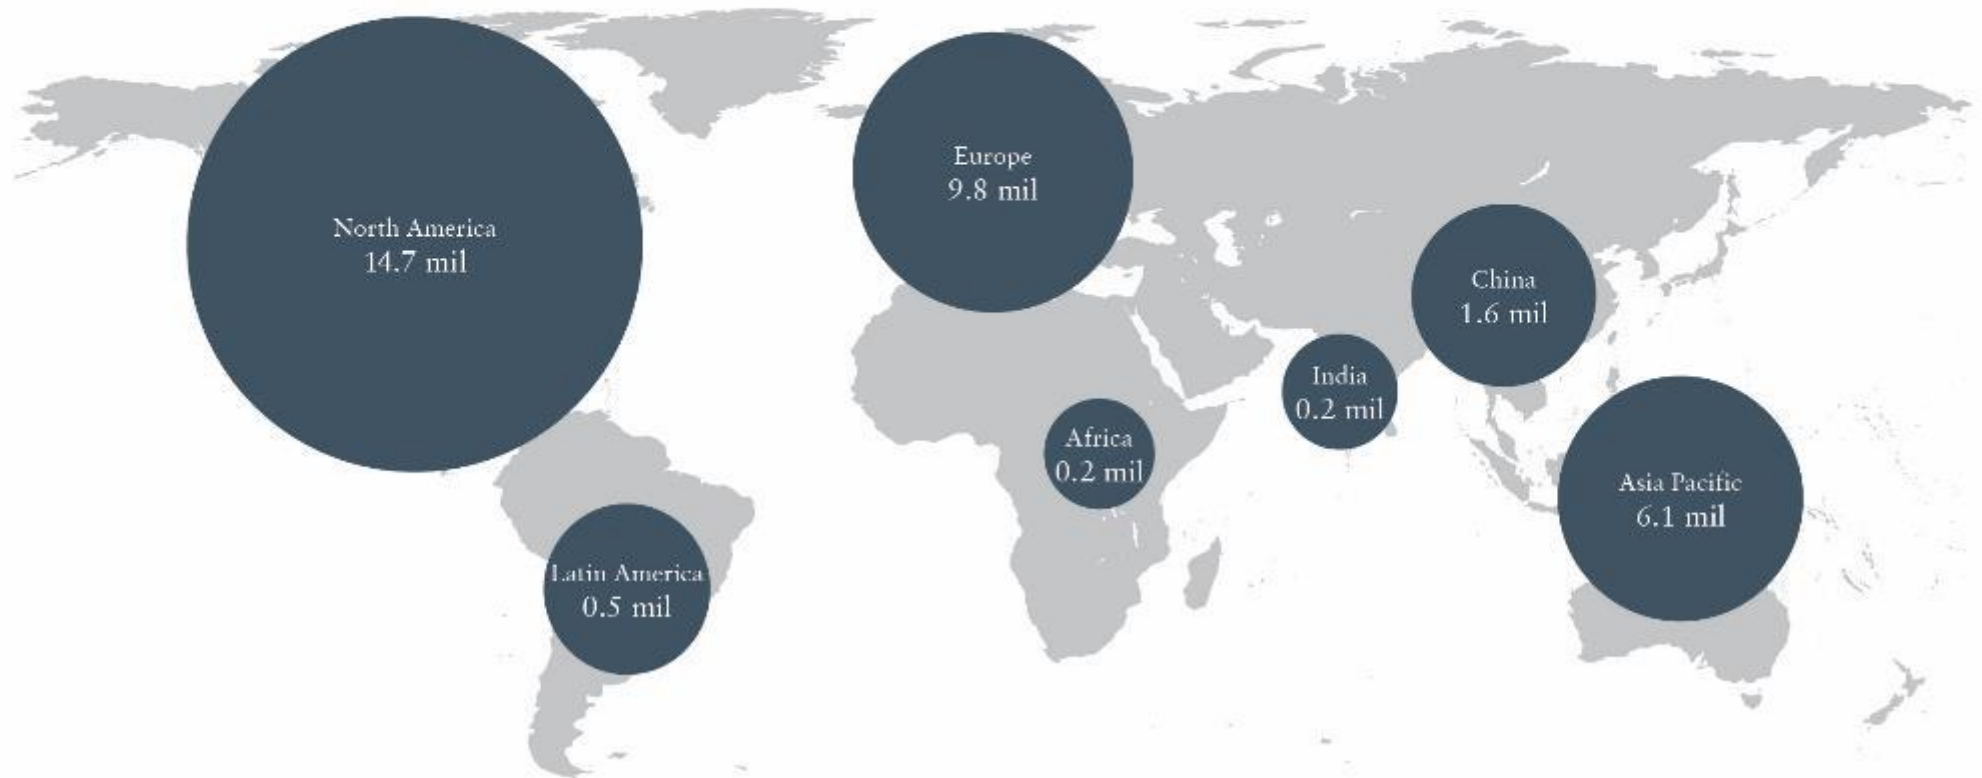 North America
14.7 mil
Europe
9.8 mil
China
1.6 mil
India
0.2 mil
Africa
0.2 mil
Asia Pacific
6.1 mil
Latin America
0.5 mil